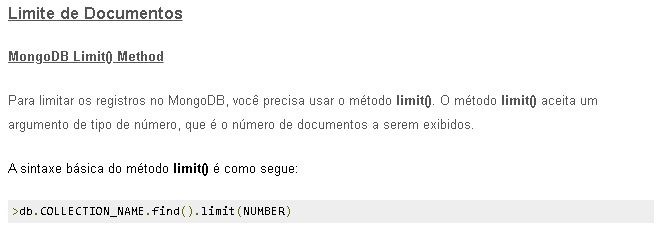 Limite de Documentos
MongoDB Limit() Method
Para limitar os registros no MongoDB, você precisa usar o método limit(). O método limit() aceita um
argumento de tipo de número, que é o número de documentos a serem exibidos.
A sintaxe básica do método limit() é como segue:
>db.COLLECTION_NAME.find().limit(NUMBER)